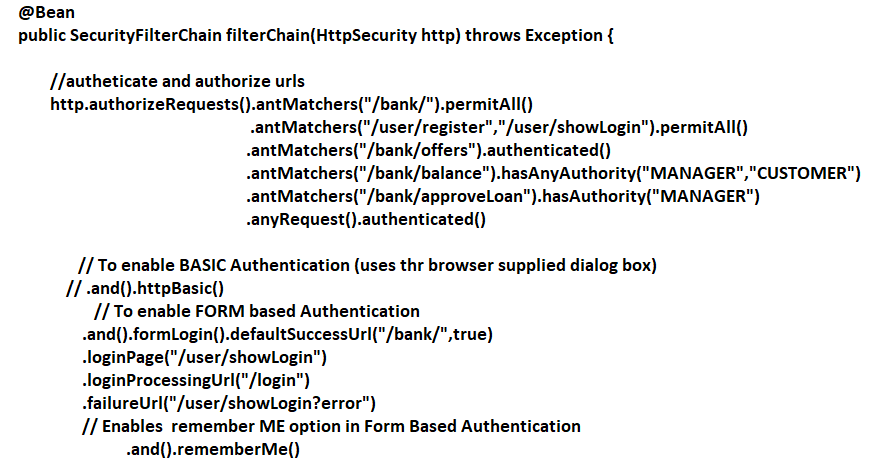 @Bean
public SecurityFilterChain filterChain(HttpSecurity http) throws Exception {
//autheticate and authorize urls
http.authorizeRequests().antMatchers("/bank/").permitAll()
.antMatchers("/user/register","/user/showLogin").permitAll()
.antMatchers("/bank/offers").authenticated()
.antMatchers("/bank/balance").hasAnyAuthority("MANAGER","CUSTOMER")
.antMatchers("/bank/approveLoan").hasAuthority("MANAGER")
.anyRequest().authenticated()
// To enable BASIC Authentication (uses thr browser supplied dialog box)
// .and().httpBasic()
// To enable FORM based Authentication
.and().formLogin().defaultSuccessUrl("/bank/",true)
.loginPage("/user/showLogin")
.loginProcessingUrl("/login")
.failureUrl("/user/showLogin?error")
// Enables  remember ME option in Form Based Authentication
.and().rememberMe()